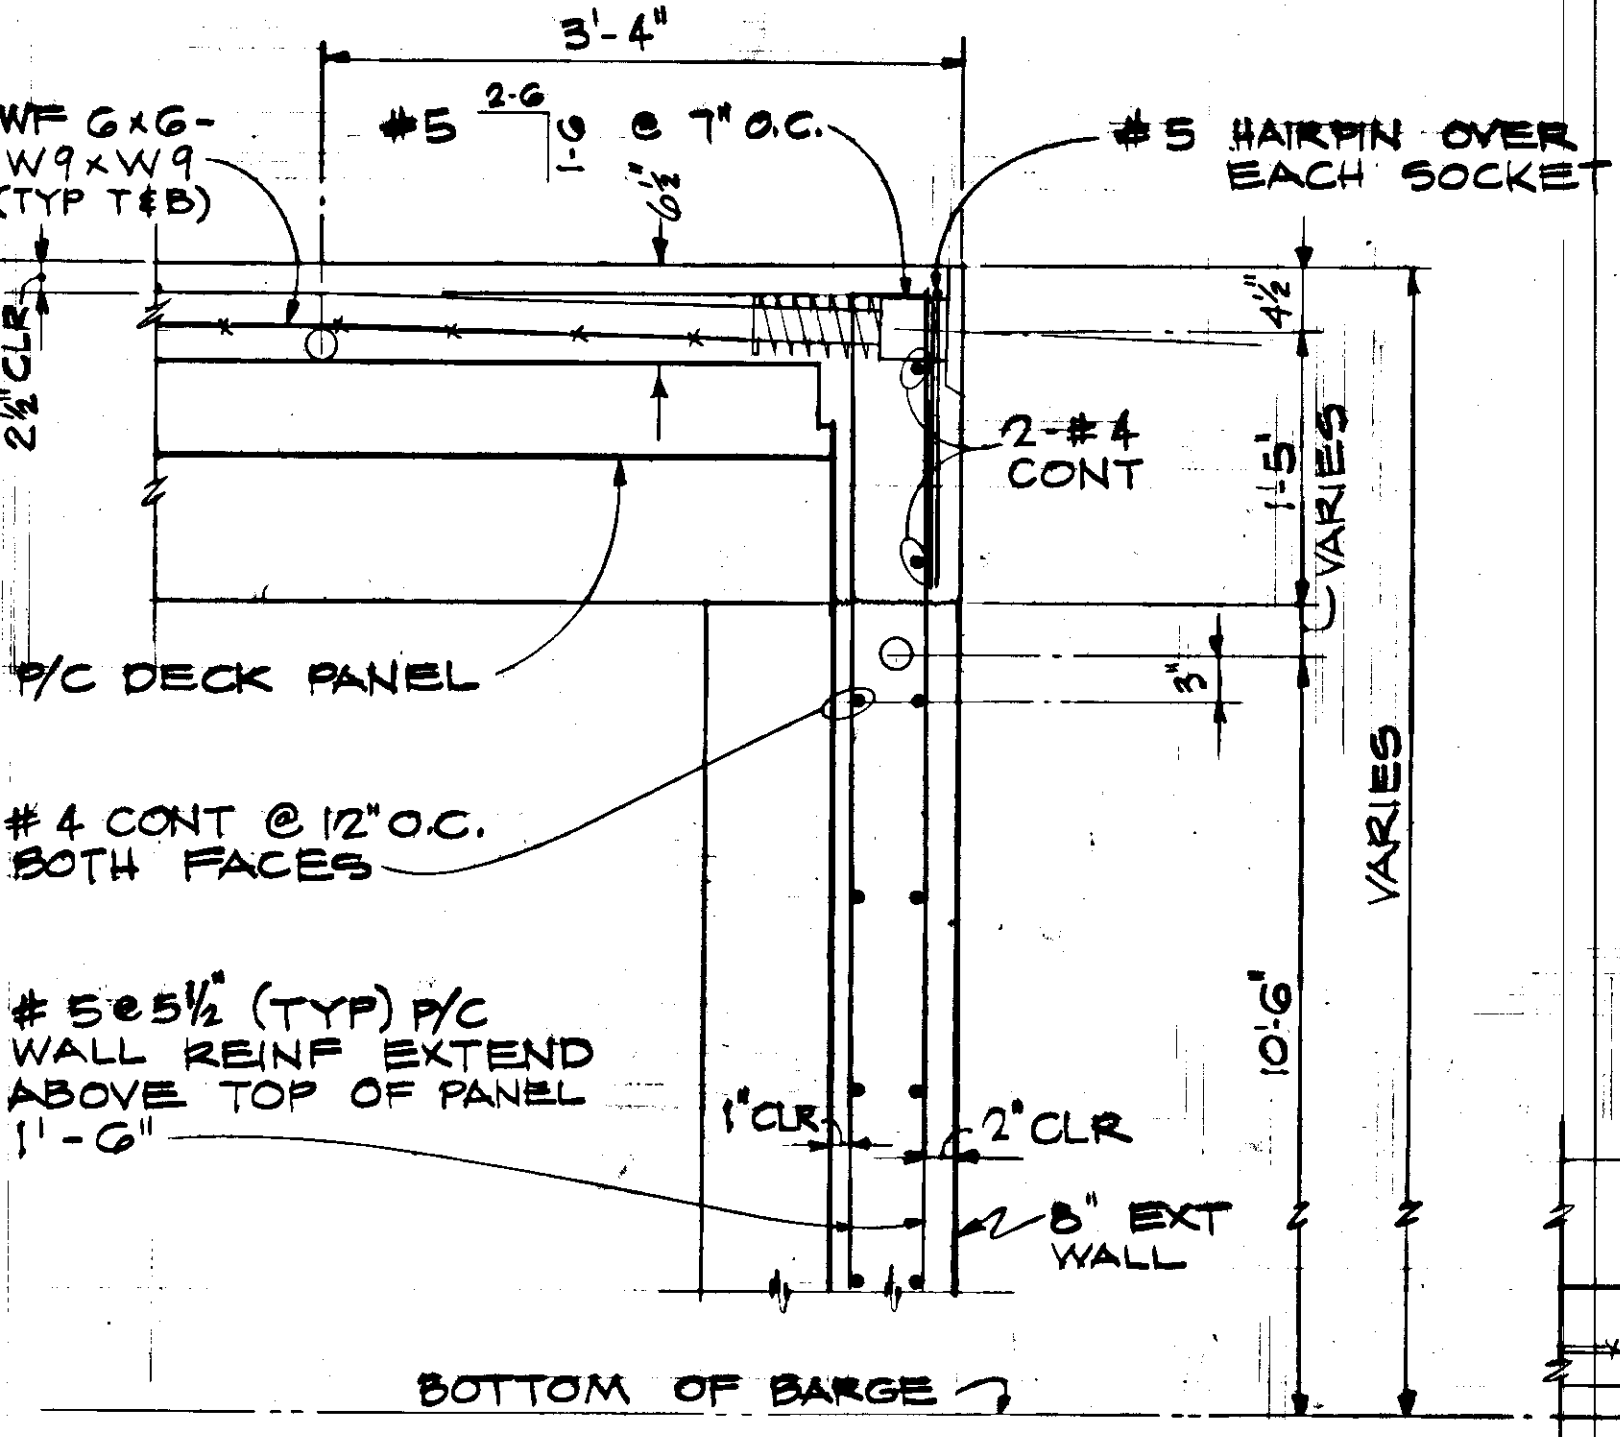 3'-4"
WF 6x6-
W9xW9
(TYP T&B)
#5 2-6 1-6 @ 7" O.C.
#5 HAIRPIN OVER
EACH SOCKET
6½"
2½" CLR
4½"
2-#4
CONT
1'-5"
VARIES
P/C DECK PANEL
3"
#4 CONT @ 12" O.C.
BOTH FACES
VARIES
#5@5½" (TYP) P/C
WALL REINF EXTEND
ABOVE TOP OF PANEL
1'-6"
10'-6"
1" CLR
2" CLR
8" EXT
WALL
BOTTOM OF BARGE